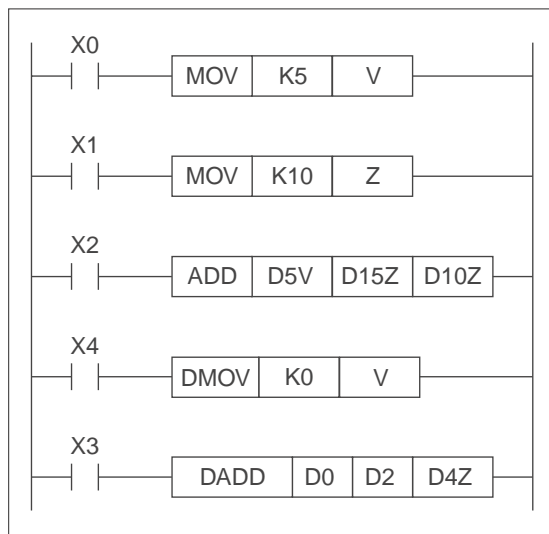 X0
MOV K5 V
X1
MOV K10 Z
X2
ADD D5V D15Z D10Z
X4
DMOV K0 V
X3
DADD D0 D2 D4Z